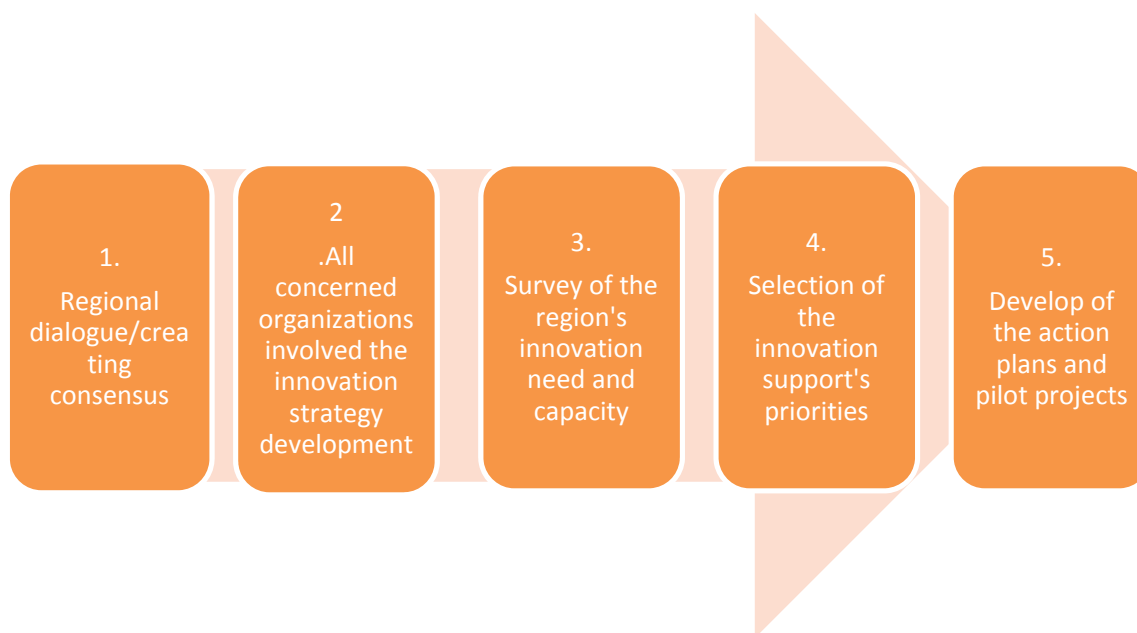 1.
Regional
dialogue/crea
ting
consensus
2
.All
concerned
organizations
involved the
innovation
strategy
development
3.
Survey of the
region's
innovation
need and
capacity
4.
Selection of
the
innovation
support's
priorities
5.
Develop of
the action
plans and
pilot projects